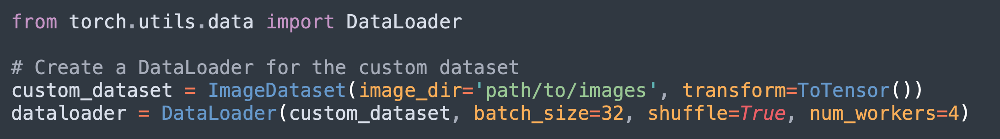 from torch.utils.data import DataLoader
# Create a DataLoader for the custom dataset
custom_dataset = ImageDataset(image_dir='path/to/images', transform=ToTensor())
dataloader = DataLoader(custom_dataset, batch_size=32, shuffle=True, num_workers=4)